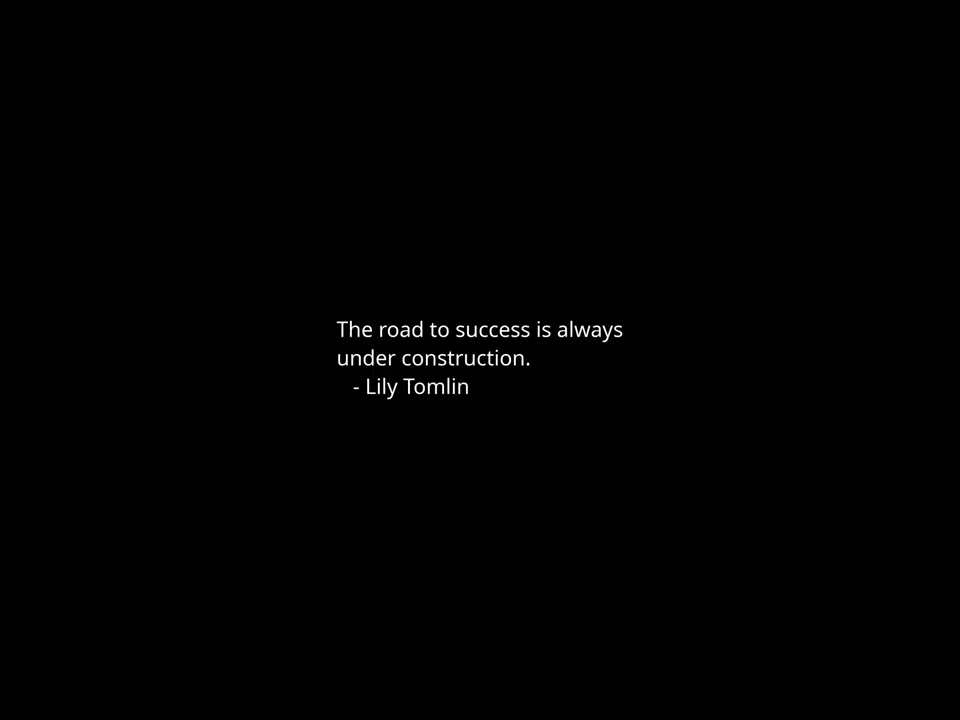 The road to success is always
under construction.
- Lily Tomlin